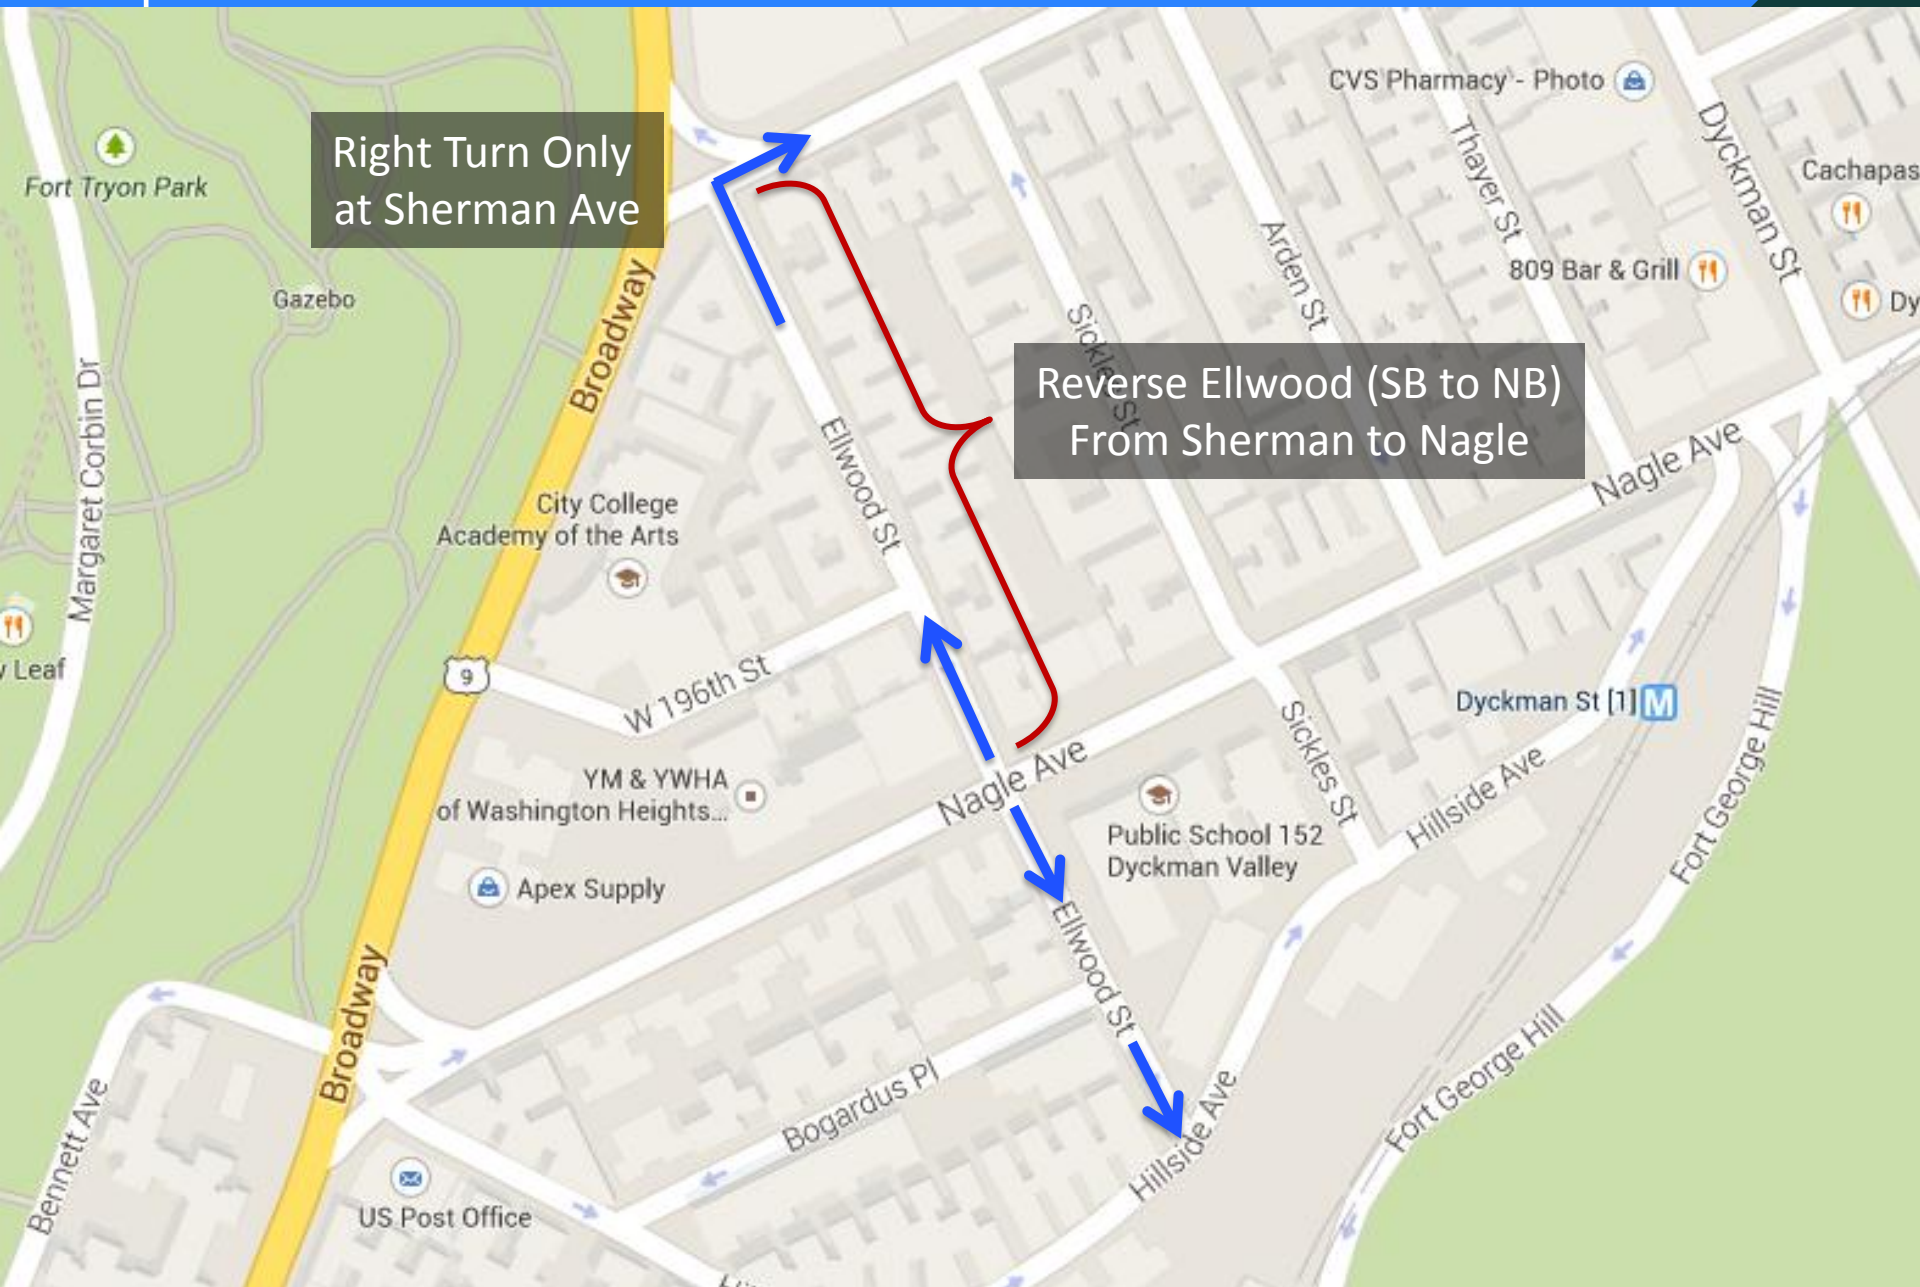 CVS Pharmacy - Photo
Right Turn Only
at Sherman Ave
Fort Tryon Park
Gazebo
Margaret Corbin Dr
Broadway
Dyckman St
Cachapas
Thayer St
Arden St
809 Bar & Grill
Dy
Sickles St
Reverse Ellwood (SB to NB)
From Sherman to Nagle
Ellwood St
Nagle Ave
City College
Academy of the Arts
Leaf
9
W 196th St
Dyckman St [1] M
Sickles St
Hillside Ave
Fort George Hill
YM & YWHA
of Washington Heights...
Nagle Ave
Public School 152
Dyckman Valley
Apex Supply
Ellwood St
Broadway
Bogardus Pl
Hillside Ave
Fort George Hill
Bennett Ave
US Post Office